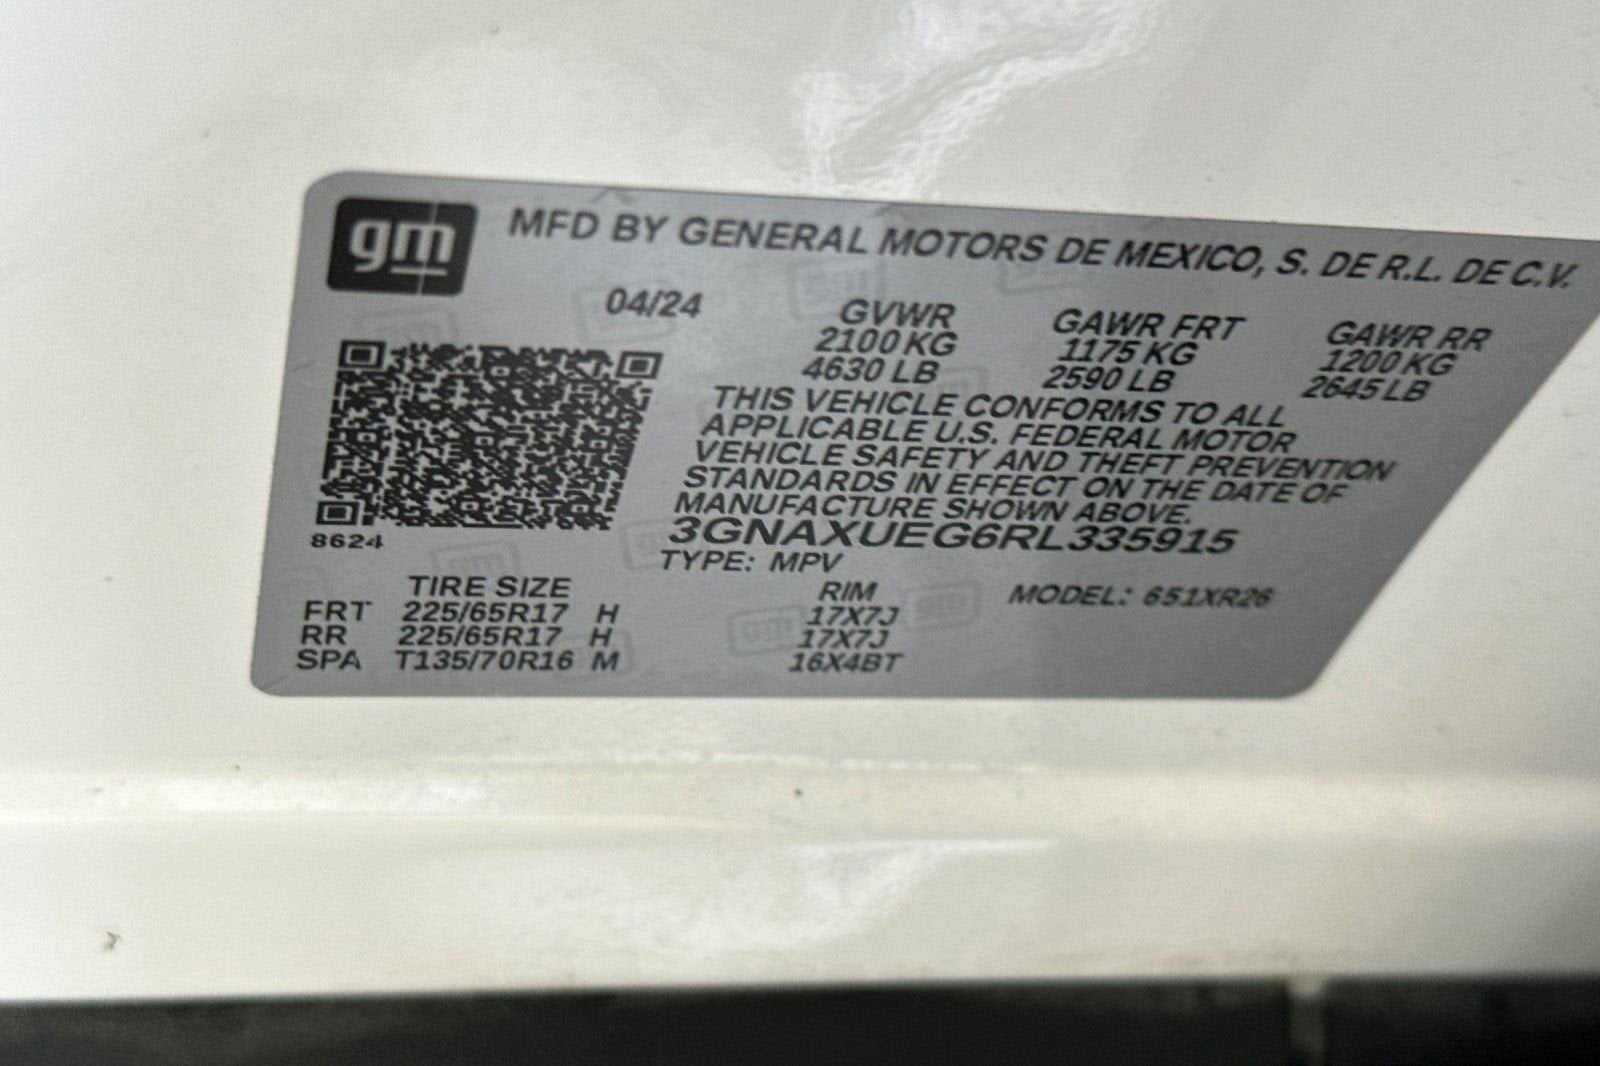 gm
MFD BY GENERAL MOTORS DE MEXICO, S. DE R.L. DE C.V.
04/24
GVWR GAWR FRT GAWR RR
2100 KG 1175 KG 1200 KG
4630 LB 2590 LB 2645 LB
THIS VEHICLE CONFORMS TO ALL
APPLICABLE U.S. FEDERAL MOTOR
VEHICLE SAFETY AND THEFT PREVENTION
STANDARDS IN EFFECT ON THE DATE OF
MANUFACTURE SHOWN ABOVE.
3GNAXUEG6RL335915
8624
TYPE: MPV
TIRE SIZE RIM MODEL: 651XR26
FRT 225/65R17 H 17X7J
RR 225/65R17 H 17X7J
SPA T135/70R16 M 16X4BT